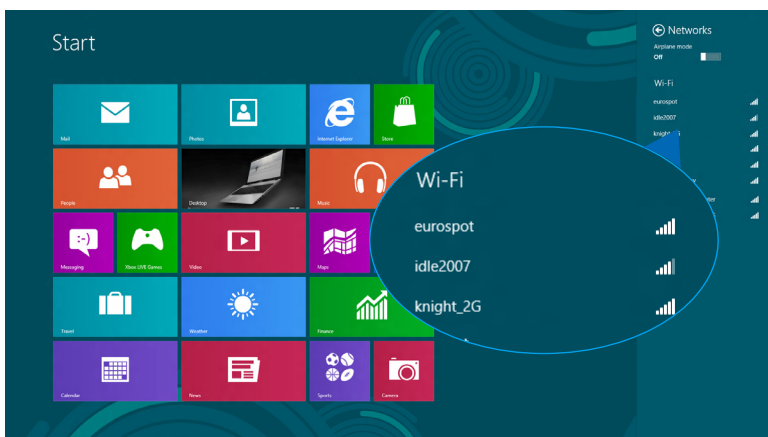 Start
Networks
Airplane mode
Off
Wi-Fi
eurospot
idle2007
Mail
Photos
Internet Explorer
Store
People
Desktop
Music
Messaging
Xbox LIVE Games
Video
Maps
Travel
Weather
Finance
Calendar
News
Sports
Camera
Wi-Fi
eurospot
idle2007
knight_2G